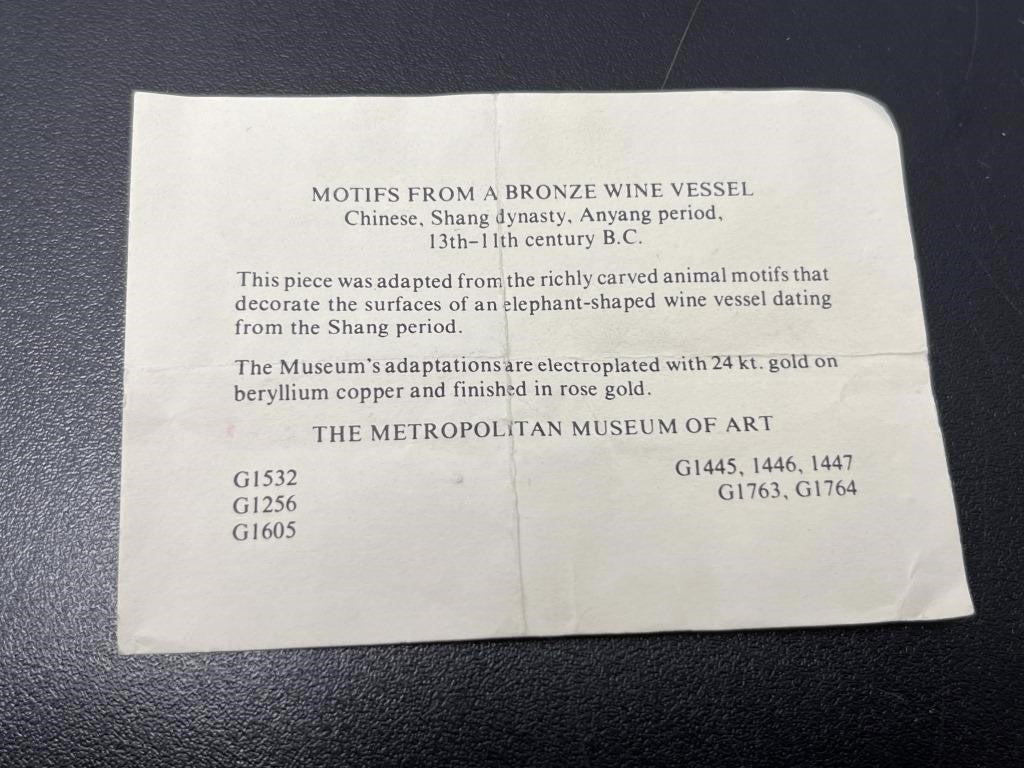 MOTIFS FROM A BRONZE WINE VESSEL
Chinese, Shang dynasty, Anyang period,
13th–11th century B.C.
This piece was adapted from the richly carved animal motifs that
decorate the surfaces of an elephant-shaped wine vessel dating
from the Shang period.
The Museum's adaptations are electroplated with 24 kt. gold on
beryllium copper and finished in rose gold.
THE METROPOLITAN MUSEUM OF ART
G1532
G1256
G1605
G1445, 1446, 1447
G1763, G1764